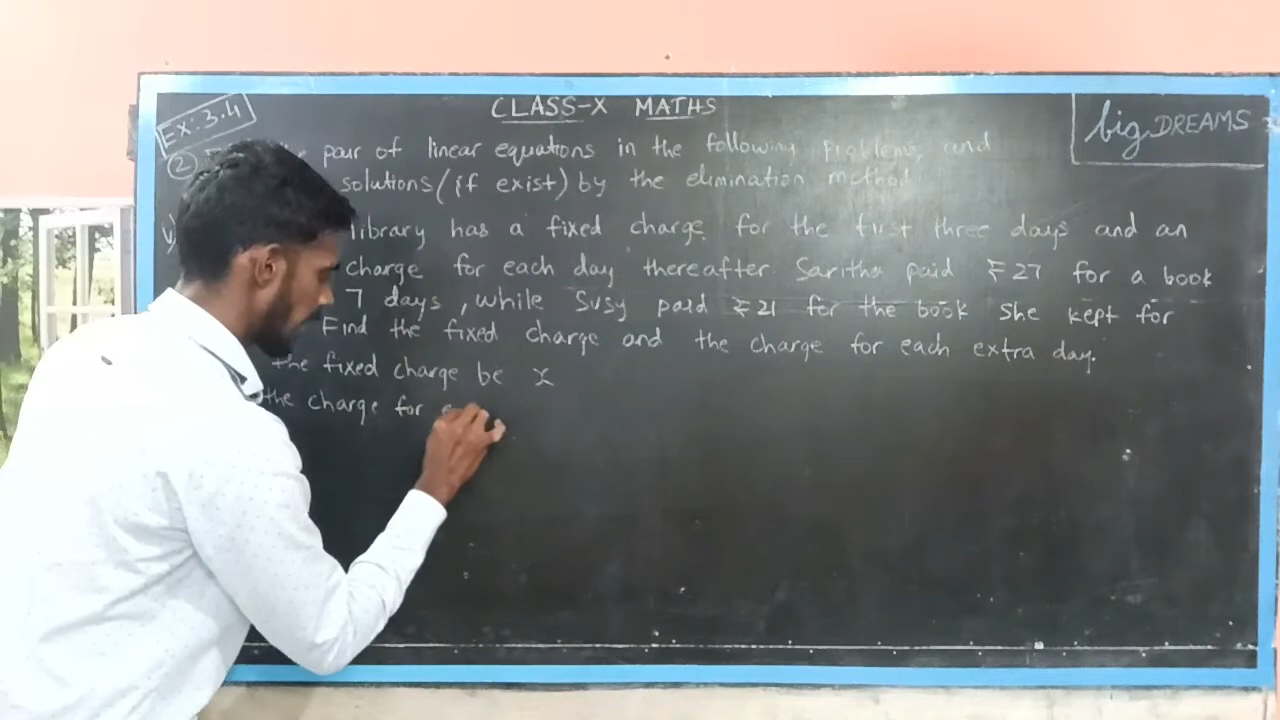 EX: 3.4
CLASS-X MATHS
big DREAMS
② pair of linear equations in the following problems, and
solutions (if exist) by the elimination method.
library has a fixed charge for the first three days and an
charge for each day thereafter Saritha paid ₹27 for a book
7 days, while Susy paid ₹21 for the book she kept for
Find the fixed charge and the charge for each extra day.
the fixed charge be x
the charge for